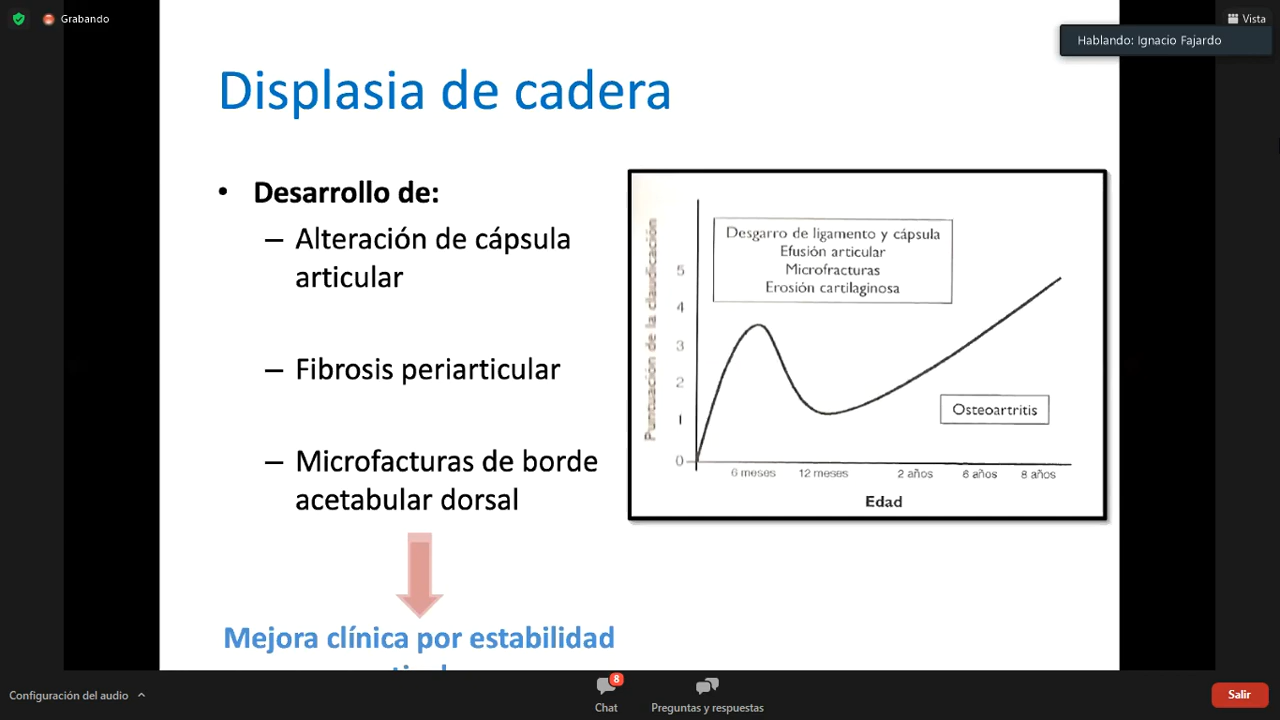 Grabando
Vista
Hablando: Ignacio Fajardo
Displasia de cadera
• Desarrollo de:
– Alteración de cápsula
articular
– Fibrosis periarticular
– Microfacturas de borde
acetabular dorsal
Mejora clínica por estabilidad
Puntuación de la claudicación
Desgarro de ligamento y cápsula
Efusión articular
Microfracturas
Erosión cartilaginosa
5
4
3
2
1
0
Osteoartritis
6 meses 12 meses 2 años 6 años 8 años
Edad
Configuración del audio
8
Chat
Preguntas y respuestas
Salir